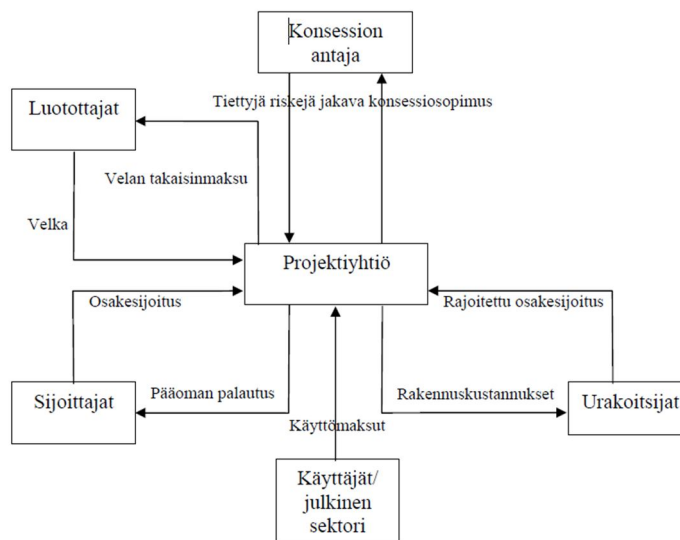 Konsession
antaja
Tiettyjä riskejä jakava konsessiosopimus
Luotottajat
Velan takaisinmaksu
Velka
Projektiyhtiö
Osakesijoitus
Rajoitettu osakesijoitus
Sijoittajat
Pääoman palautus
Rakennuskustannukset
Urakoitsijat
Käyttömaksut
Käyttäjät/
julkinen
sektori